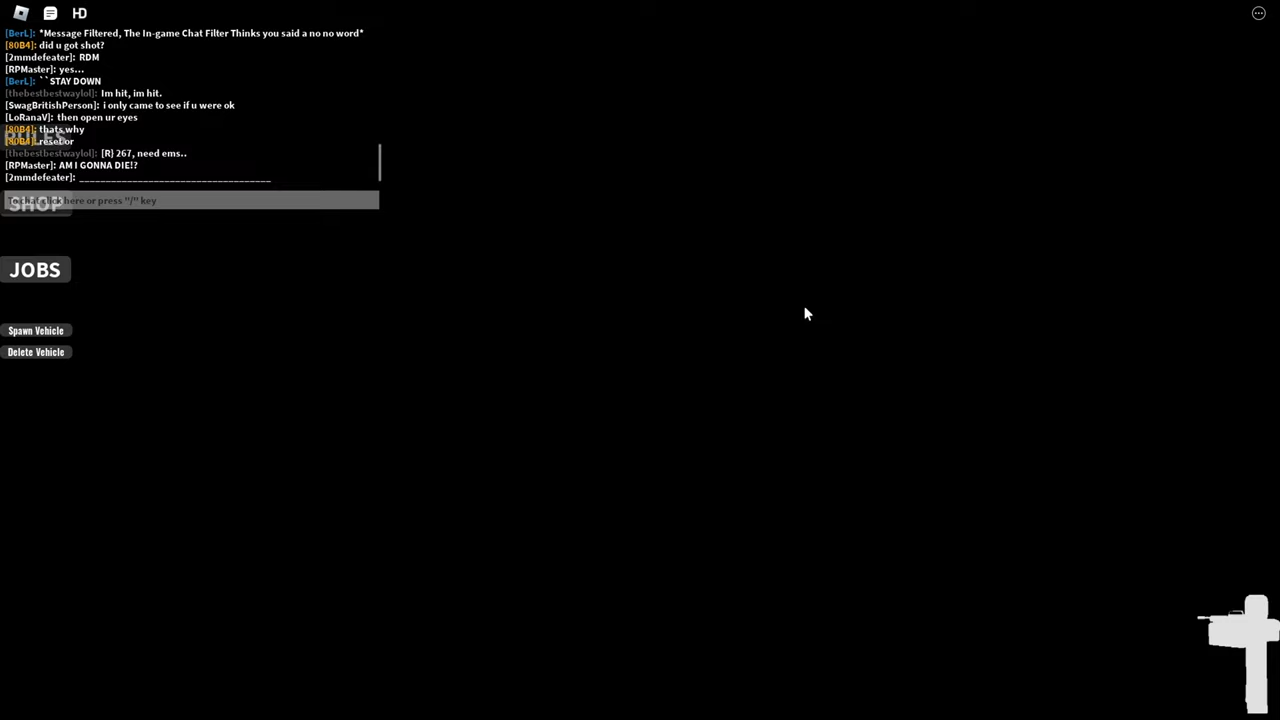 HD
[BerL]: *Message Filtered, The In-game Chat Filter Thinks you said a no no word*
[80B4]: did u got shot?
[2mmdefeater]: RDM
[RPMaster]: yes...
[BerL]: ``STAY DOWN
[thebestbestwaylol]: Im hit, im hit.
[SwagBritishPerson]: i only came to see if u were ok
[LoRanaV]: then open ur eyes
[80B4]: thats why
[80B4]: reset or
RULES
[thebestbestwaylol]: [R} 267, need ems..
[RPMaster]: AM I GONNA DIE!?
[2mmdefeater]: ___________________________________
To chat click here or press "/" key
SHOP
JOBS
Spawn Vehicle
Delete Vehicle